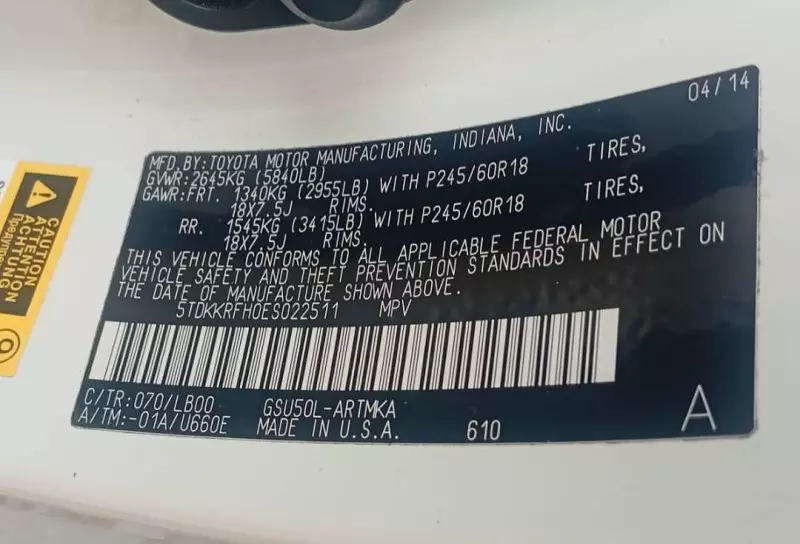 04/14
MFD.BY:TOYOTA MOTOR MANUFACTURING, INDIANA, INC.
GVWR:2645KG (5840LB)
GAWR:FRT. 1340KG (2955LB) WITH P245/60R18 TIRES,
18X7.5J RIMS.
RR. 1545KG (3415LB) WITH P245/60R18 TIRES,
18X7.5J RIMS.
THIS VEHICLE CONFORMS TO ALL APPLICABLE FEDERAL MOTOR
VEHICLE SAFETY AND THEFT PREVENTION STANDARDS IN EFFECT ON
THE DATE OF MANUFACTURE SHOWN ABOVE.
5TDKKRFH0ES022511 MPV
C/TR:070/LB00 GSU50L-ARTMKA
A/TM:-01A/U660E MADE IN U.S.A. 610 A
CAUTION
ATTENTION
ACHTUNG